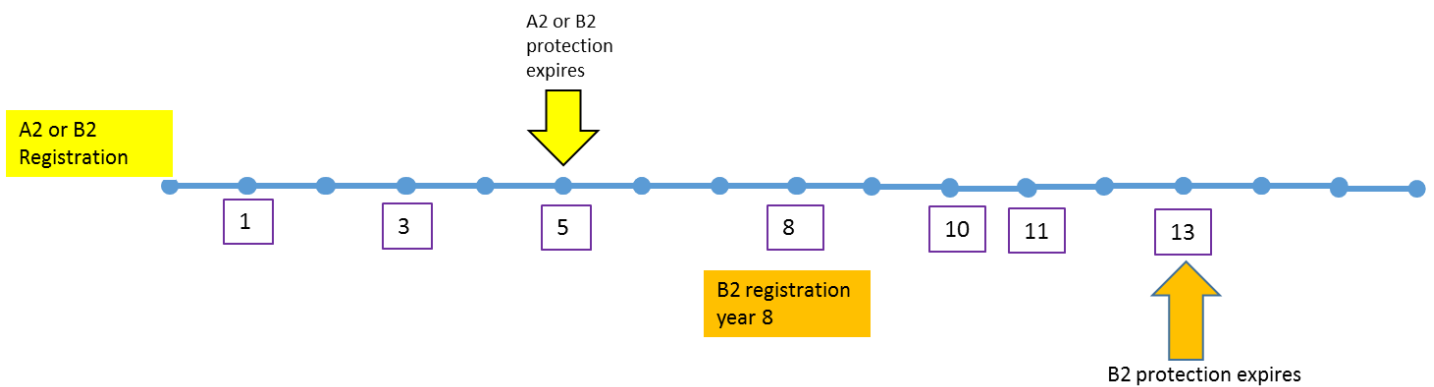 A2 or B2
protection
expires
A2 or B2
Registration
1
3
5
8
10
11
13
B2 registration
year 8
B2 protection expires